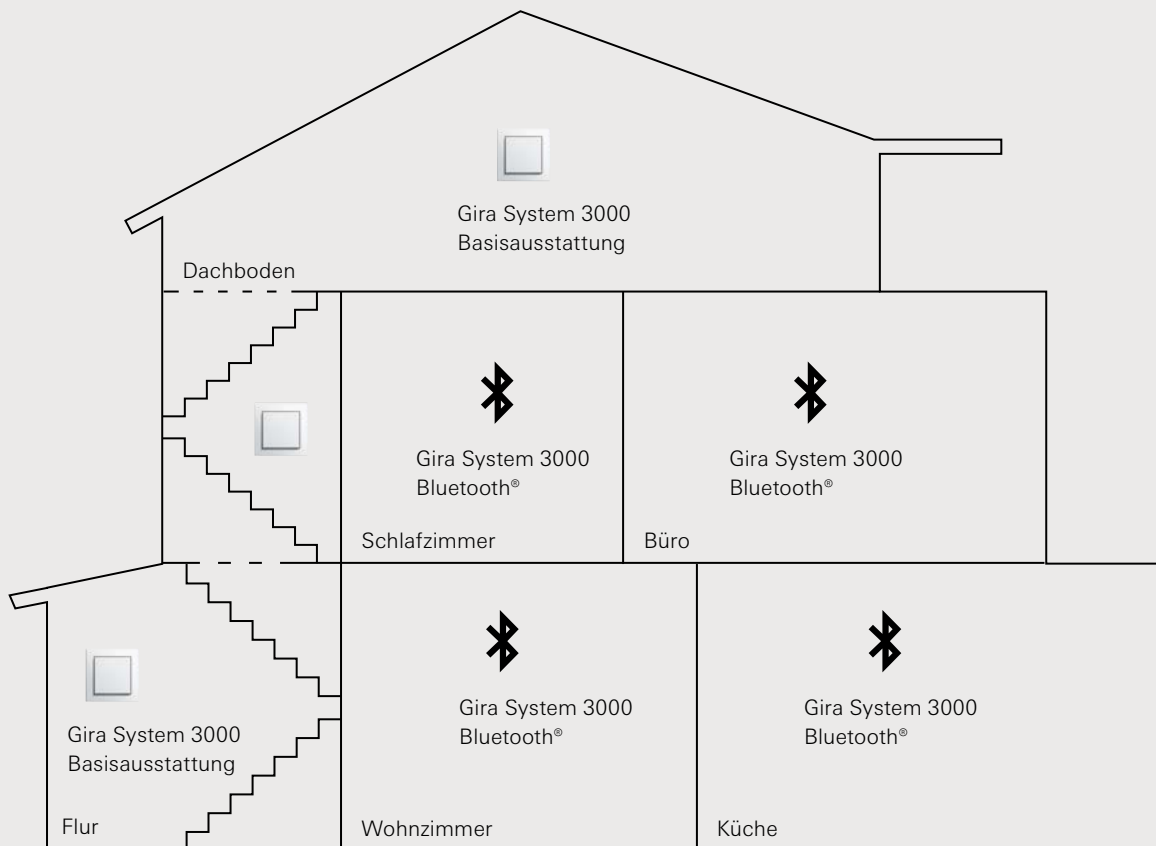 Gira System 3000
Basisausstattung
Dachboden
Gira System 3000
Bluetooth®
Schlafzimmer
Gira System 3000
Bluetooth®
Büro
Gira System 3000
Basisausstattung
Flur
Gira System 3000
Bluetooth®
Wohnzimmer
Gira System 3000
Bluetooth®
Küche